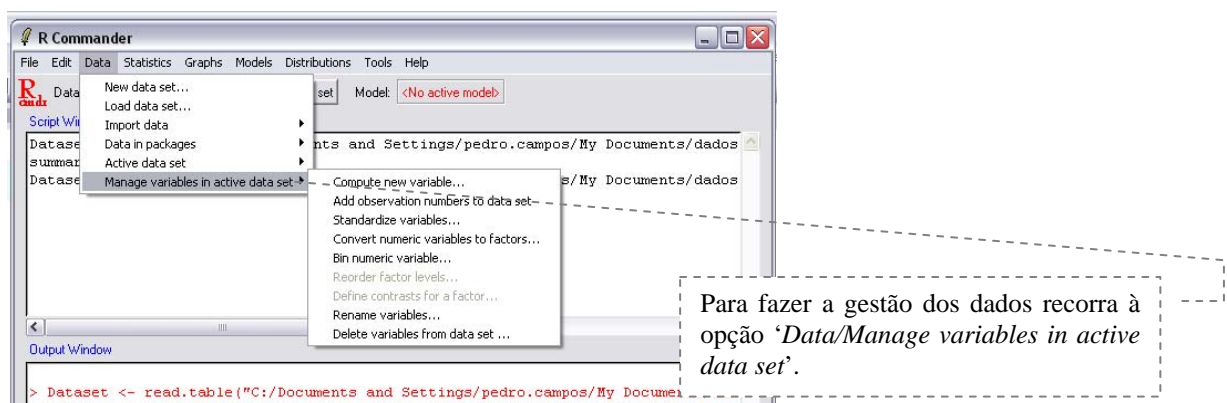 R Commander
File Edit Data Statistics Graphs Models Distributions Tools Help
R cmdr Data set Model: <No active model>
New data set...
Load data set...
Import data
Data in packages
Active data set
Manage variables in active data set
Compute new variable...
Add observation numbers to data set
Standardize variables...
Convert numeric variables to factors...
Bin numeric variable...
Reorder factor levels...
Define contrasts for a factor...
Rename variables...
Delete variables from data set ...
Script Wi
Datase nts and Settings/pedro.campos/My Documents/dados
summar
Datase s/My Documents/dados
Output Window
> Dataset <- read.table("C:/Documents and Settings/pedro.campos/My Documen
Para fazer a gestão dos dados recorra à
opção ‘Data/Manage variables in active
data set’.